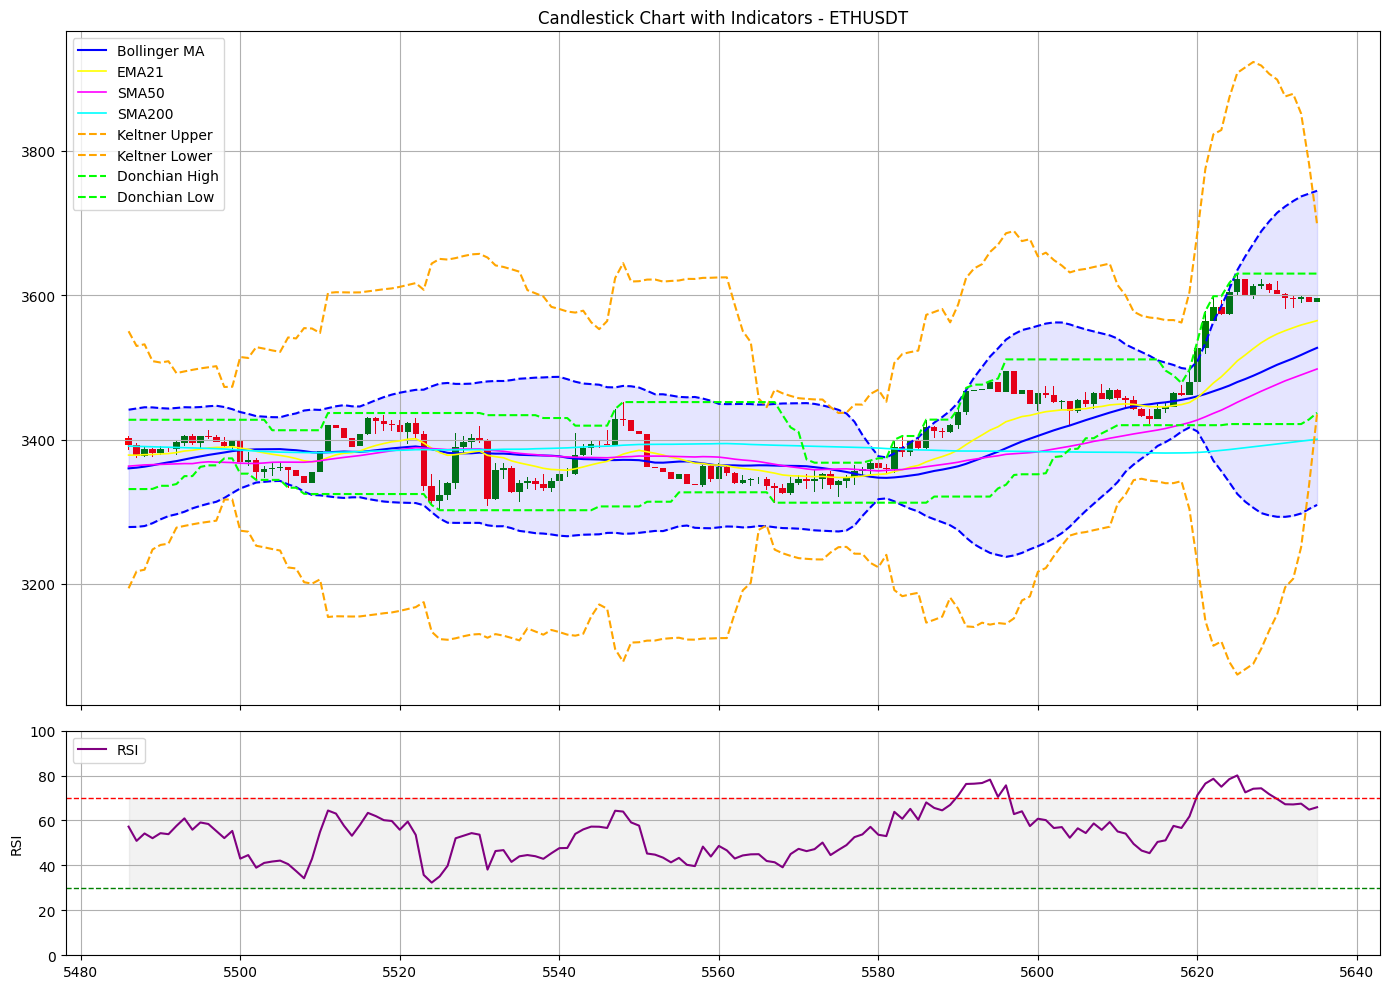 Candlestick Chart with Indicators - ETHUSDT
Bollinger MA
EMA21
SMA50
SMA200
Keltner Upper
Keltner Lower
Donchian High
Donchian Low
3800
3600
3400
3200
RSI
100
80
60
40
20
0
RSI
5480
5500
5520
5540
5560
5580
5600
5620
5640